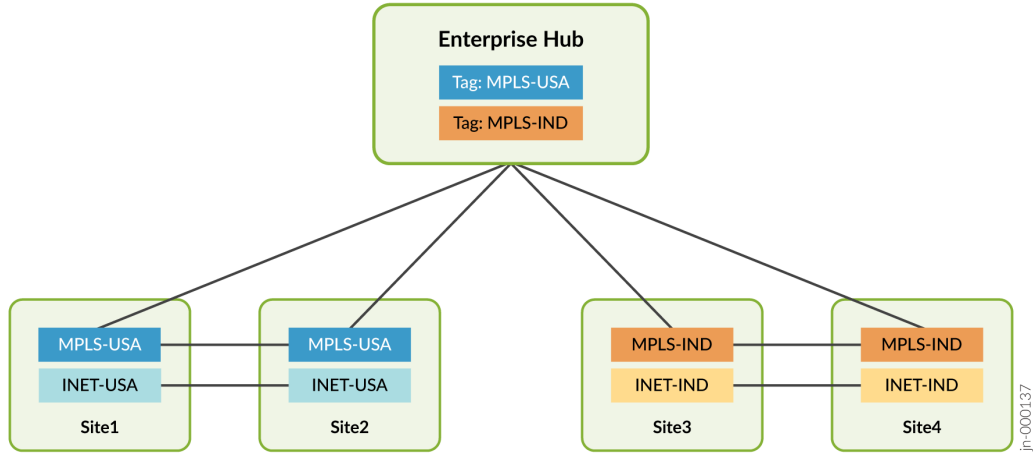 Enterprise Hub
Tag: MPLS-USA
Tag: MPLS-IND
MPLS-USA
INET-USA
Site1
MPLS-USA
INET-USA
Site2
MPLS-IND
INET-IND
Site3
MPLS-IND
INET-IND
Site4
jn-000137